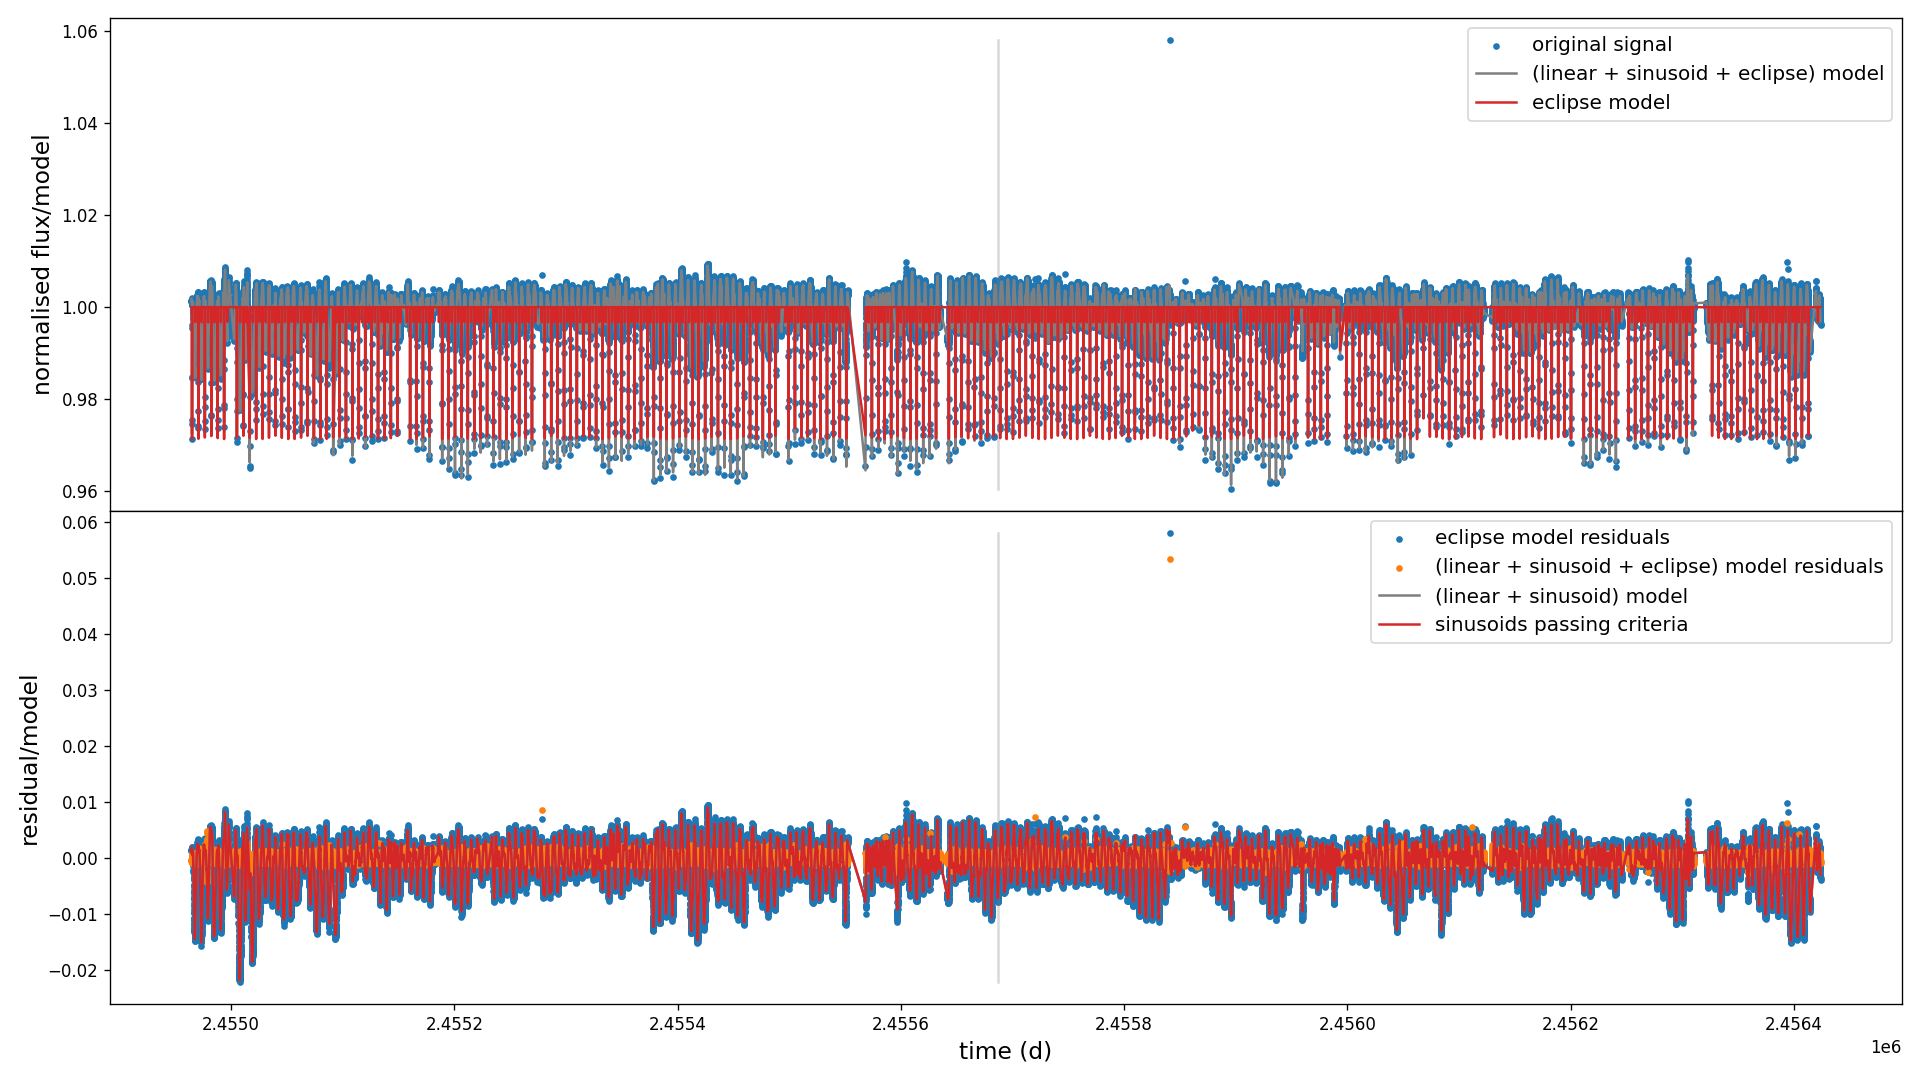 1.06
1.04
1.02
1.00
0.98
0.96
normalised flux/model
original signal
(linear + sinusoid + eclipse) model
eclipse model
0.06
0.05
0.04
0.03
0.02
0.01
0.00
−0.01
−0.02
residual/model
eclipse model residuals
(linear + sinusoid + eclipse) model residuals
(linear + sinusoid) model
sinusoids passing criteria
2.4550 2.4552 2.4554 2.4556 2.4558 2.4560 2.4562 2.4564
1e6
time (d)